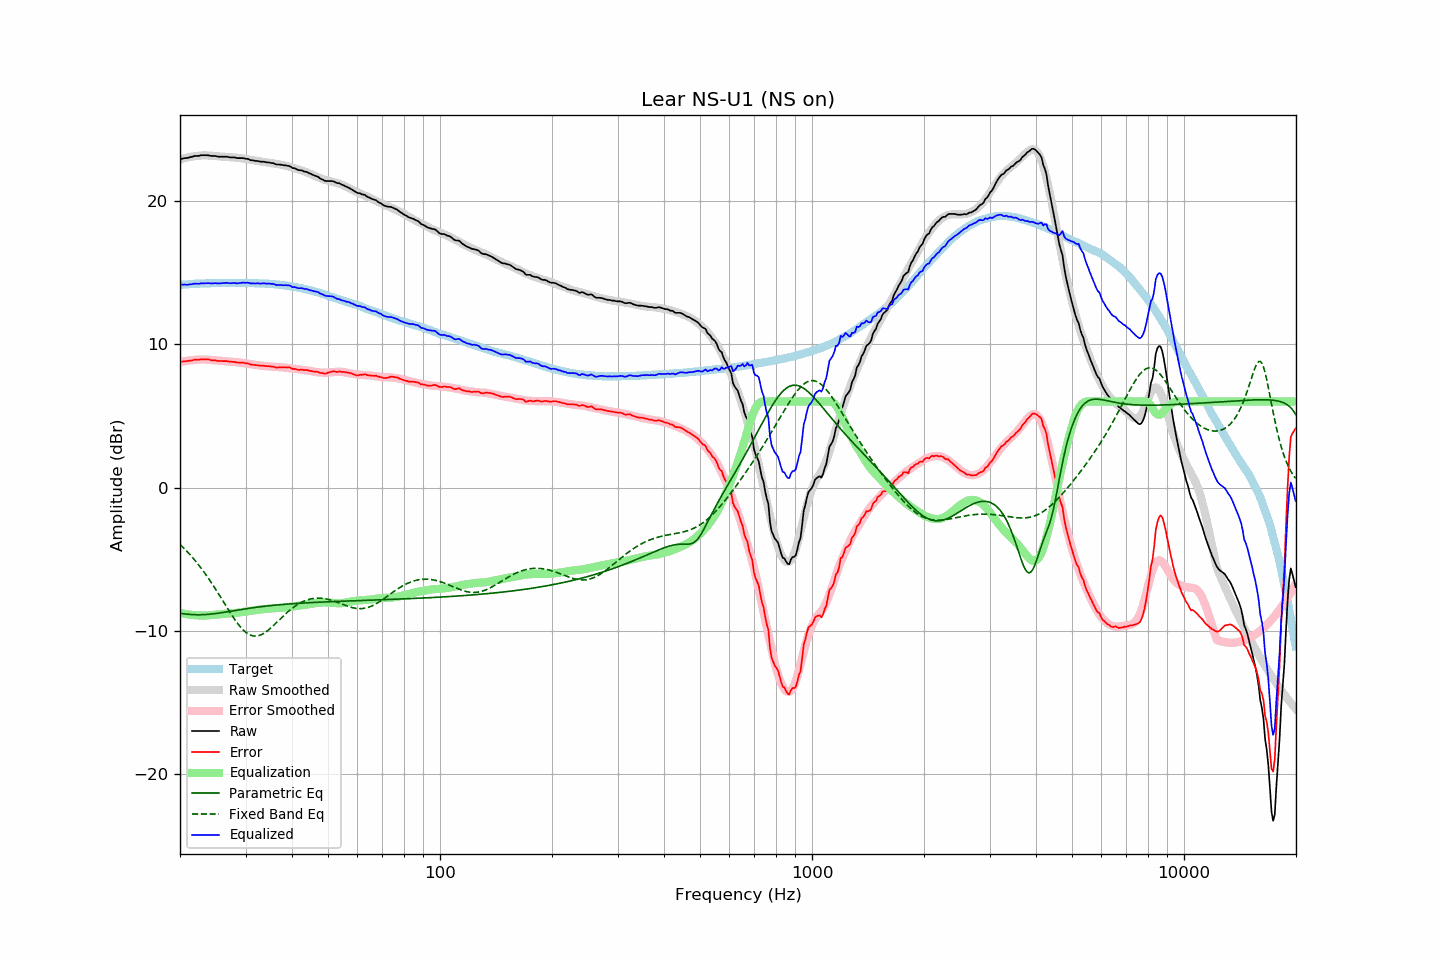 Lear NS-U1 (NS on)
Amplitude (dBr)
20
10
0
−10
−20
Target
Raw Smoothed
Error Smoothed
Raw
Error
Equalization
Parametric Eq
Fixed Band Eq
Equalized
100
1000
10000
Frequency (Hz)